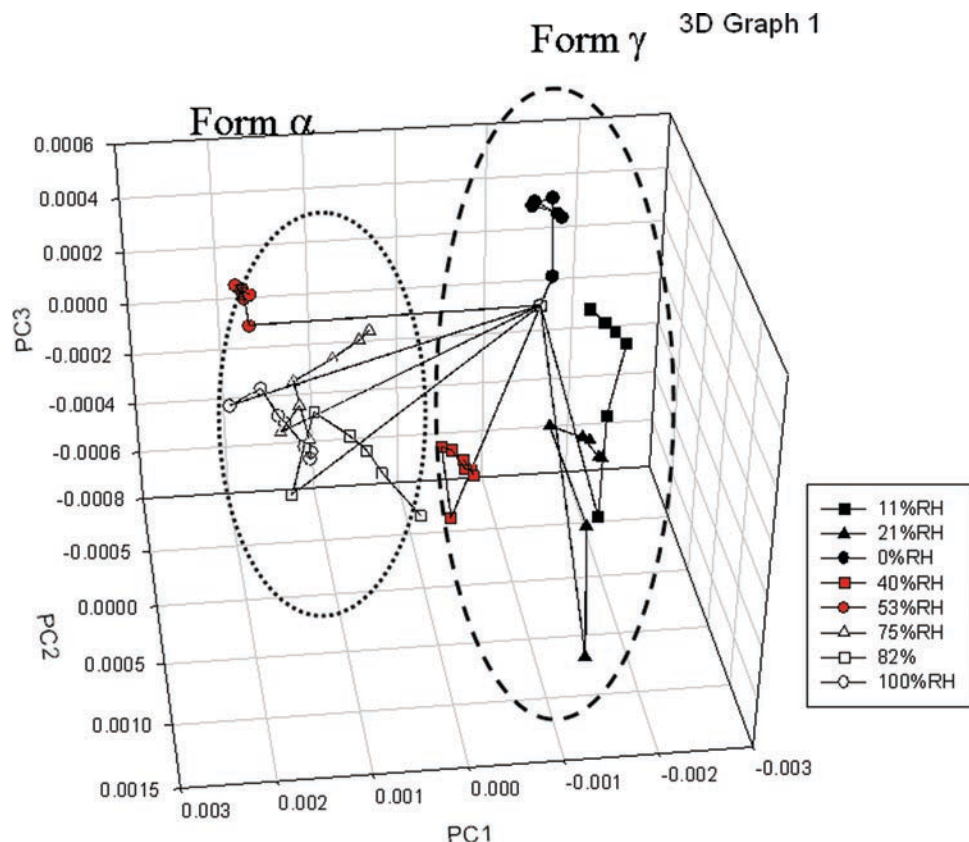 3D Graph 1
Form γ
Form α
0.0006
0.0004
0.0002
0.0000
-0.0002
-0.0004
-0.0006
-0.0008
PC3
-0.0005
0.0000
0.0005
0.0010
0.0015
PC2
0.003
0.002
0.001
0.000
-0.001
-0.002
-0.003
PC1
11%RH
21%RH
0%RH
40%RH
53%RH
75%RH
82%
100%RH